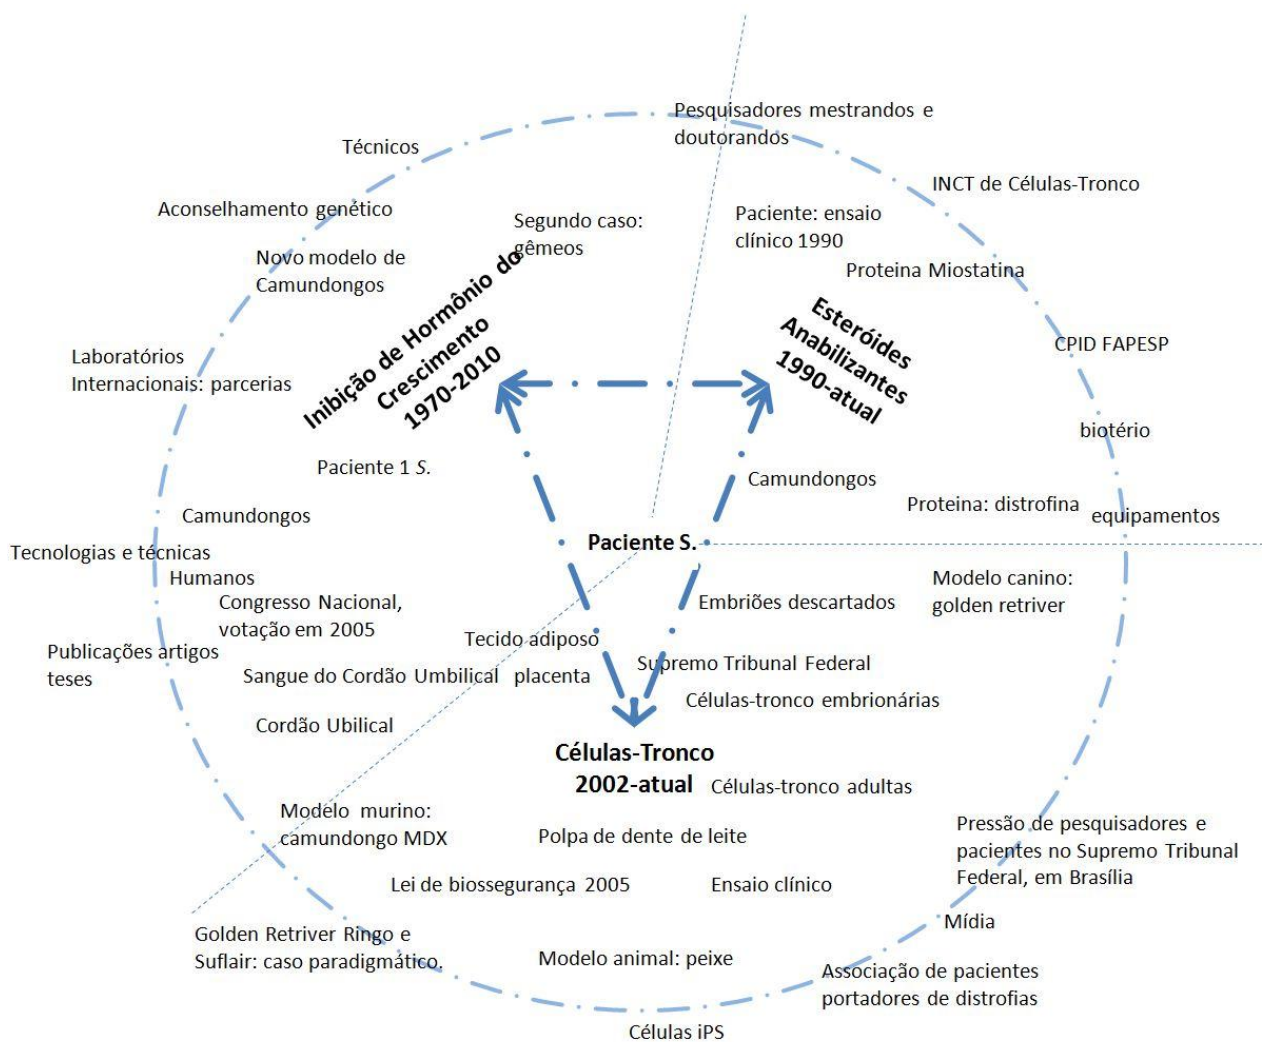 Pesquisadores mestrandos e
doutorandos
Técnicos
INCT de Células-Tronco
Aconselhamento genético
Segundo caso:
gêmeos
Paciente: ensaio
clínico 1990
Novo modelo de
Camundongos
Proteina Miostatina
Inibição de Hormônio do
Crescimento
1970-2010
Esteróides
Anabilizantes
1990-atual
Laboratórios
Internacionais: parcerias
CPID FAPESP
biotério
Paciente 1 S.
Camundongos
Proteina: distrofina
equipamentos
Camundongos
Paciente S.
Tecnologias e técnicas
Humanos
Modelo canino:
golden retriver
Congresso Nacional,
votação em 2005
Embriões descartados
Tecido adiposo
Publicações artigos
teses
Supremo Tribunal Federal
Sangue do Cordão Umbilical placenta
Células-tronco embrionárias
Cordão Ubilical
Células-Tronco
2002-atual
Células-tronco adultas
Modelo murino:
camundongo MDX
Polpa de dente de leite
Pressão de pesquisadores e
pacientes no Supremo Tribunal
Federal, em Brasília
Lei de biossegurança 2005
Ensaio clínico
Mídia
Golden Retriver Ringo e
Suflair: caso paradigmático.
Modelo animal: peixe
Associação de pacientes
portadores de distrofias
Células iPS